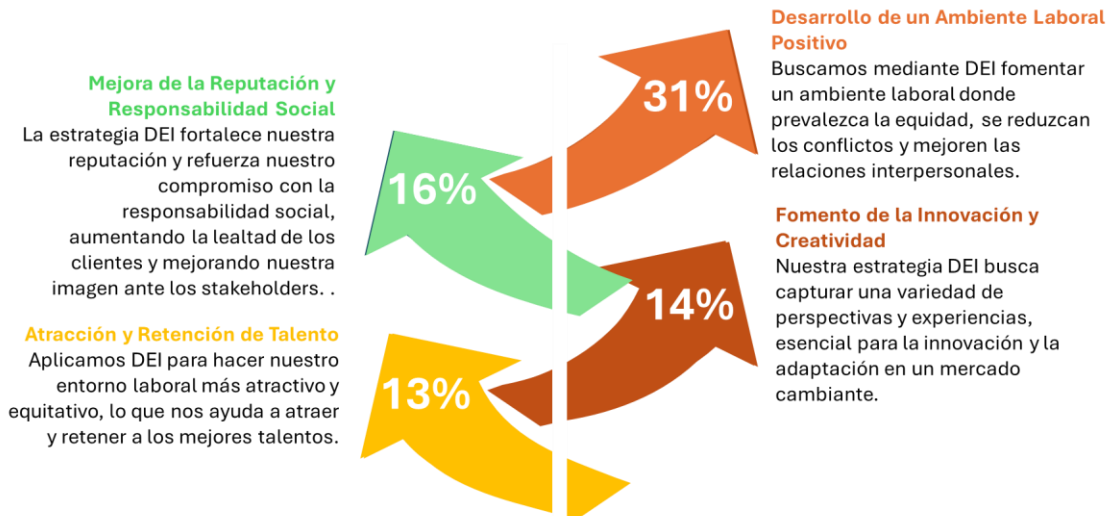 Mejora de la Reputación y
Responsabilidad Social
La estrategia DEI fortalece nuestra
reputación y refuerza nuestro
compromiso con la
responsabilidad social,
aumentando la lealtad de los
clientes y mejorando nuestra
imagen ante los stakeholders. .
16%
Desarrollo de un Ambiente Laboral
Positivo
Buscamos mediante DEI fomentar
un ambiente laboral donde
prevalezca la equidad, se reduzcan
los conflictos y mejoren las
relaciones interpersonales.
31%
Atracción y Retención de Talento
Aplicamos DEI para hacer nuestro
entorno laboral más atractivo y
equitativo, lo que nos ayuda a atraer
y retener a los mejores talentos.
13%
Fomento de la Innovación y
Creatividad
Nuestra estrategia DEI busca
capturar una variedad de
perspectivas y experiencias,
esencial para la innovación y la
adaptación en un mercado
cambiante.
14%